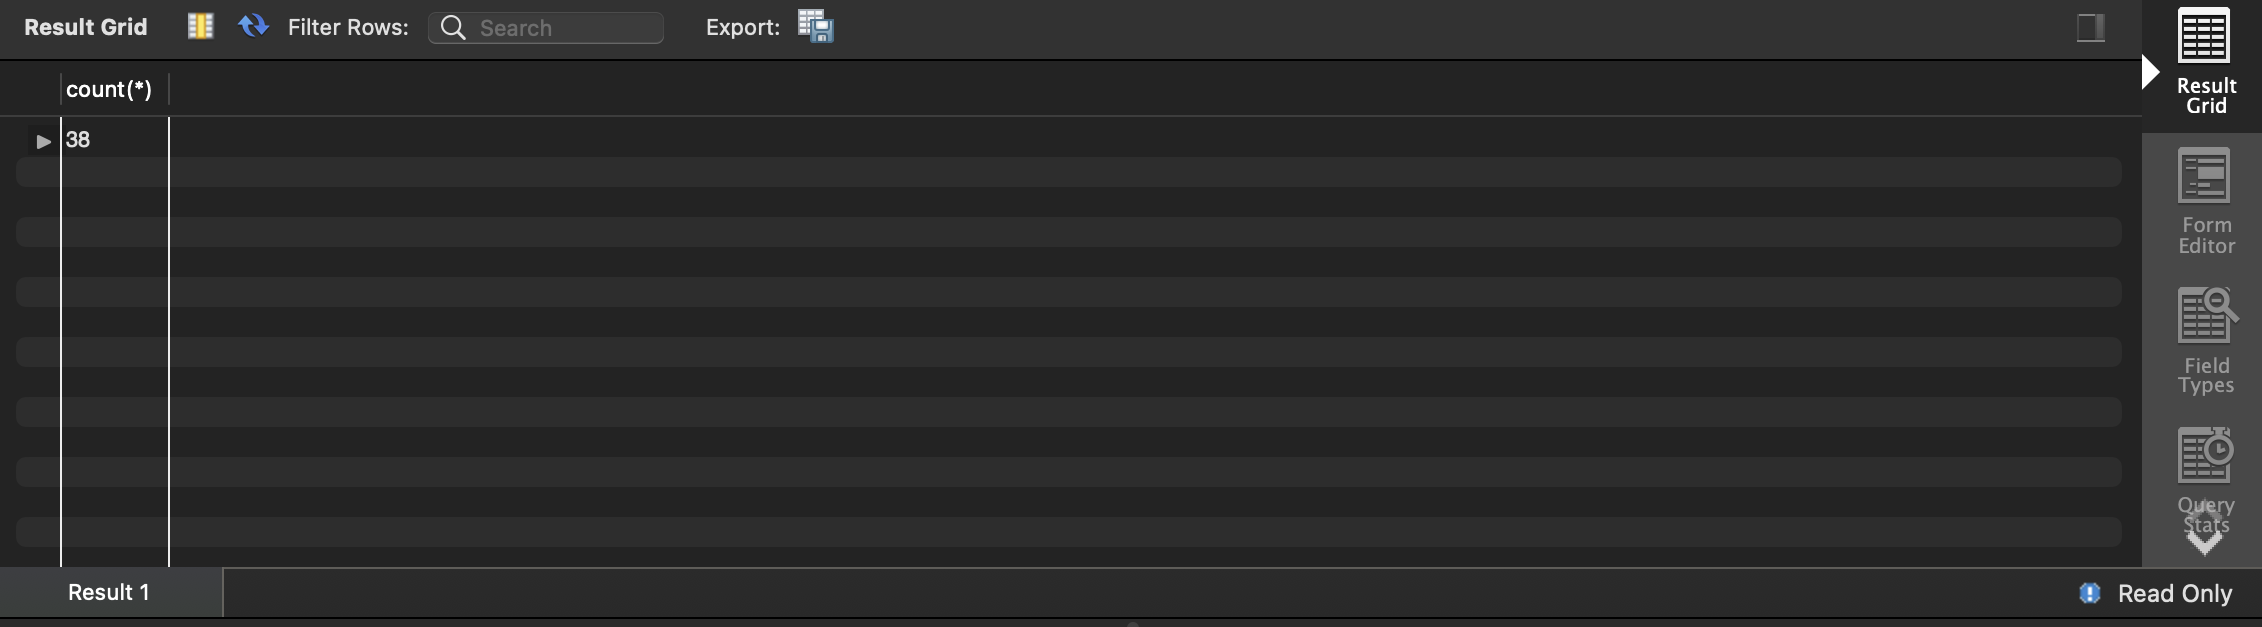 Result Grid Filter Rows: Search Export:
count(*)
38
Result
Grid
Form
Editor
Field
Types
Query
Stats
Result 1
Read Only